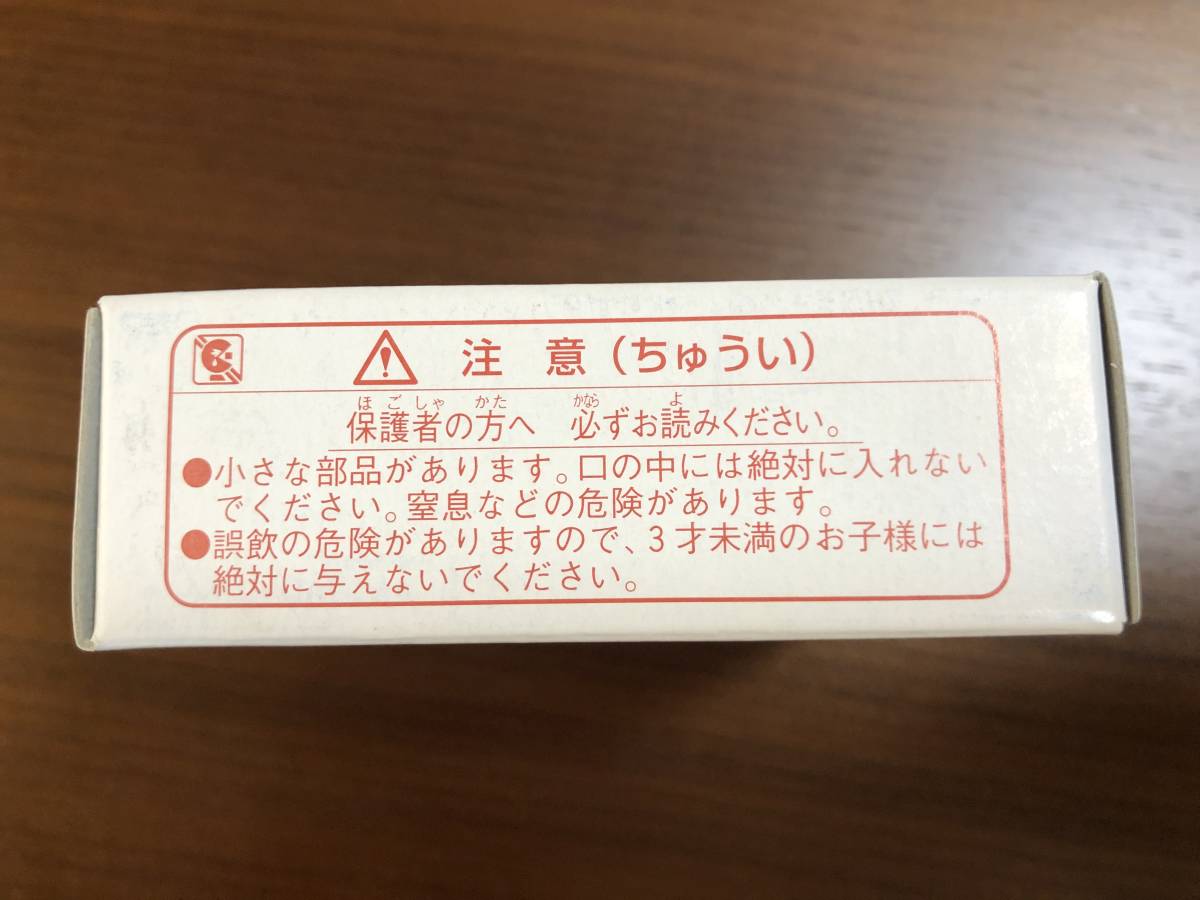 注 意（ちゅうい）
ほごしゃ かた かなら よ
保護者の方へ 必ずお読みください。
●小さな部品があります。口の中には絶対に入れない
でください。窒息などの危険があります。
●誤飲の危険がありますので、3才未満のお子様には
絶対に与えないでください。